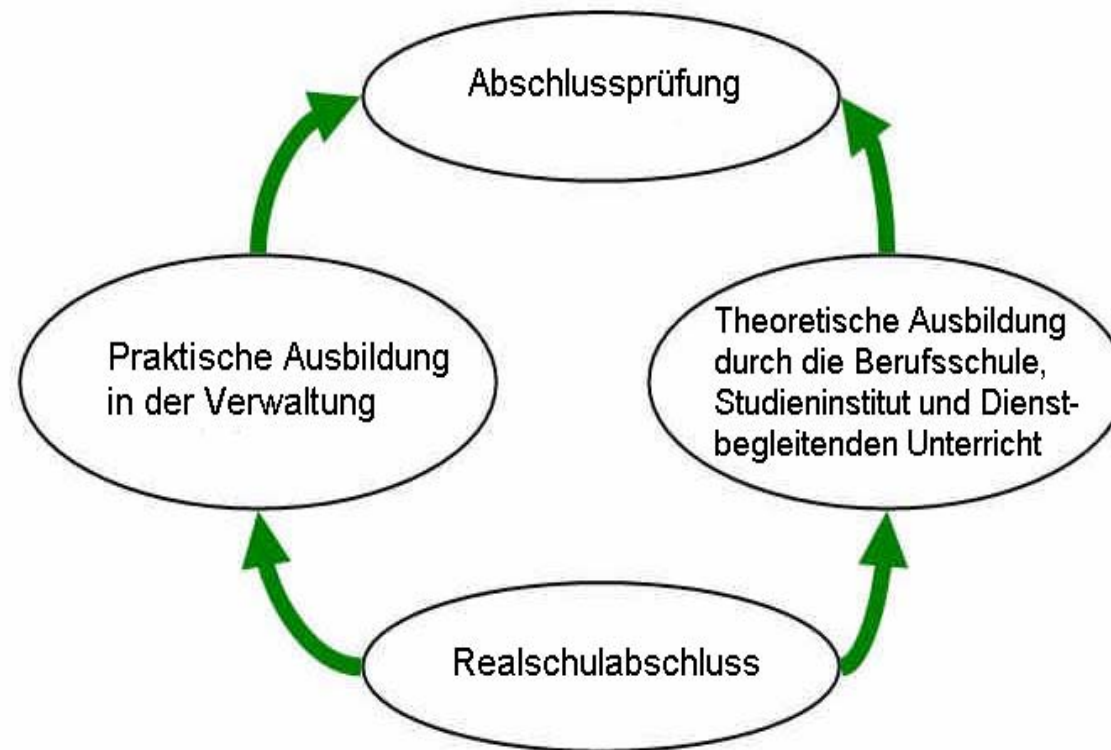 Abschlussprüfung
Praktische Ausbildung
in der Verwaltung
Theoretische Ausbildung
durch die Berufsschule,
Studieninstitut und Dienst-
begleitenden Unterricht
Realschulabschluss